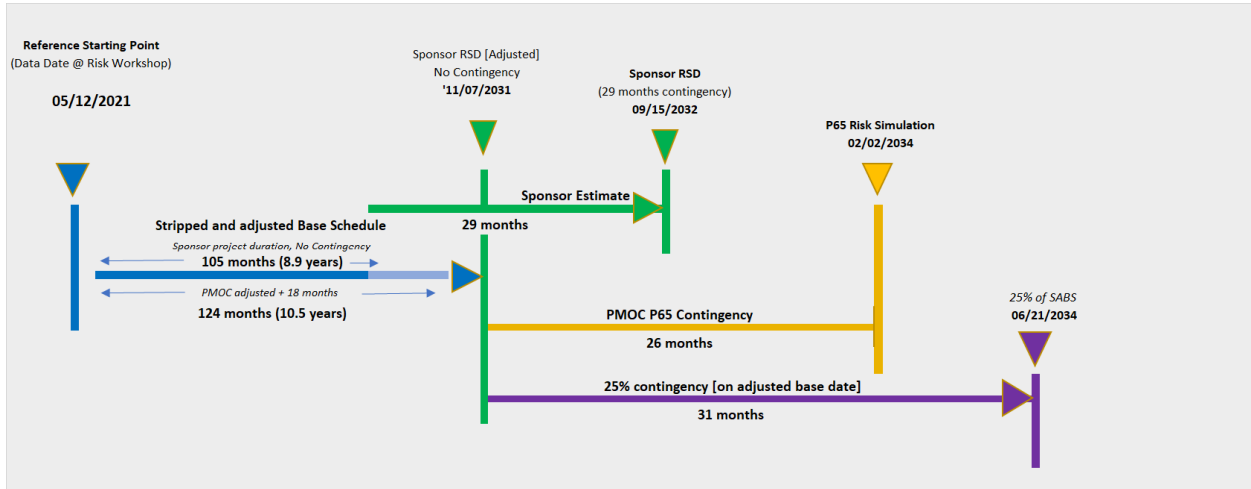 Reference Starting Point
(Data Date @ Risk Workshop)
05/12/2021
Sponsor RSD [Adjusted]
No Contingency
'11/07/2031
Sponsor RSD
(29 months contingency)
09/15/2032
P65 Risk Simulation
02/02/2034
Sponsor Estimate
29 months
Stripped and adjusted Base Schedule
Sponsor project duration, No Contingency
105 months (8.9 years)
PMOC adjusted + 18 months
124 months (10.5 years)
PMOC P65 Contingency
26 months
25% of SABS
06/21/2034
25% contingency [on adjusted base date]
31 months